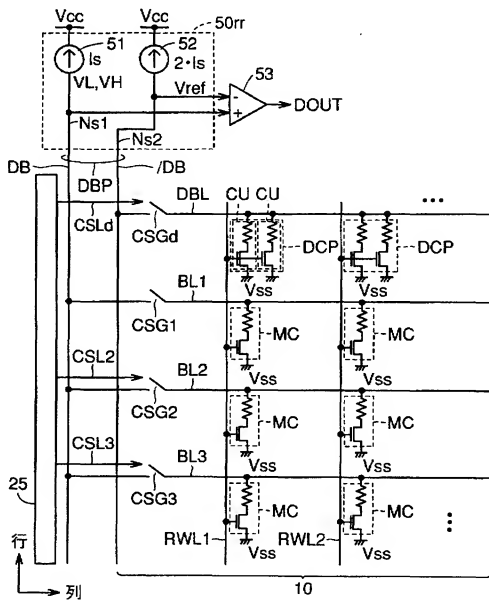 Vcc Vcc 50rr
51 52
Is 2・Is 53
VL,VH Vref
- +
DOUT
Ns1
Ns2
DB DBP /DB
CSLd DBL CU CU ...
CSGd DCP DCP
Vss Vss
BL1
CSG1 MC MC
CSL2 BL2 Vss Vss
CSG2 MC MC
CSL3 BL3 Vss Vss
25 CSG3 MC MC
RWL1 Vss RWL2 Vss
行
列
10